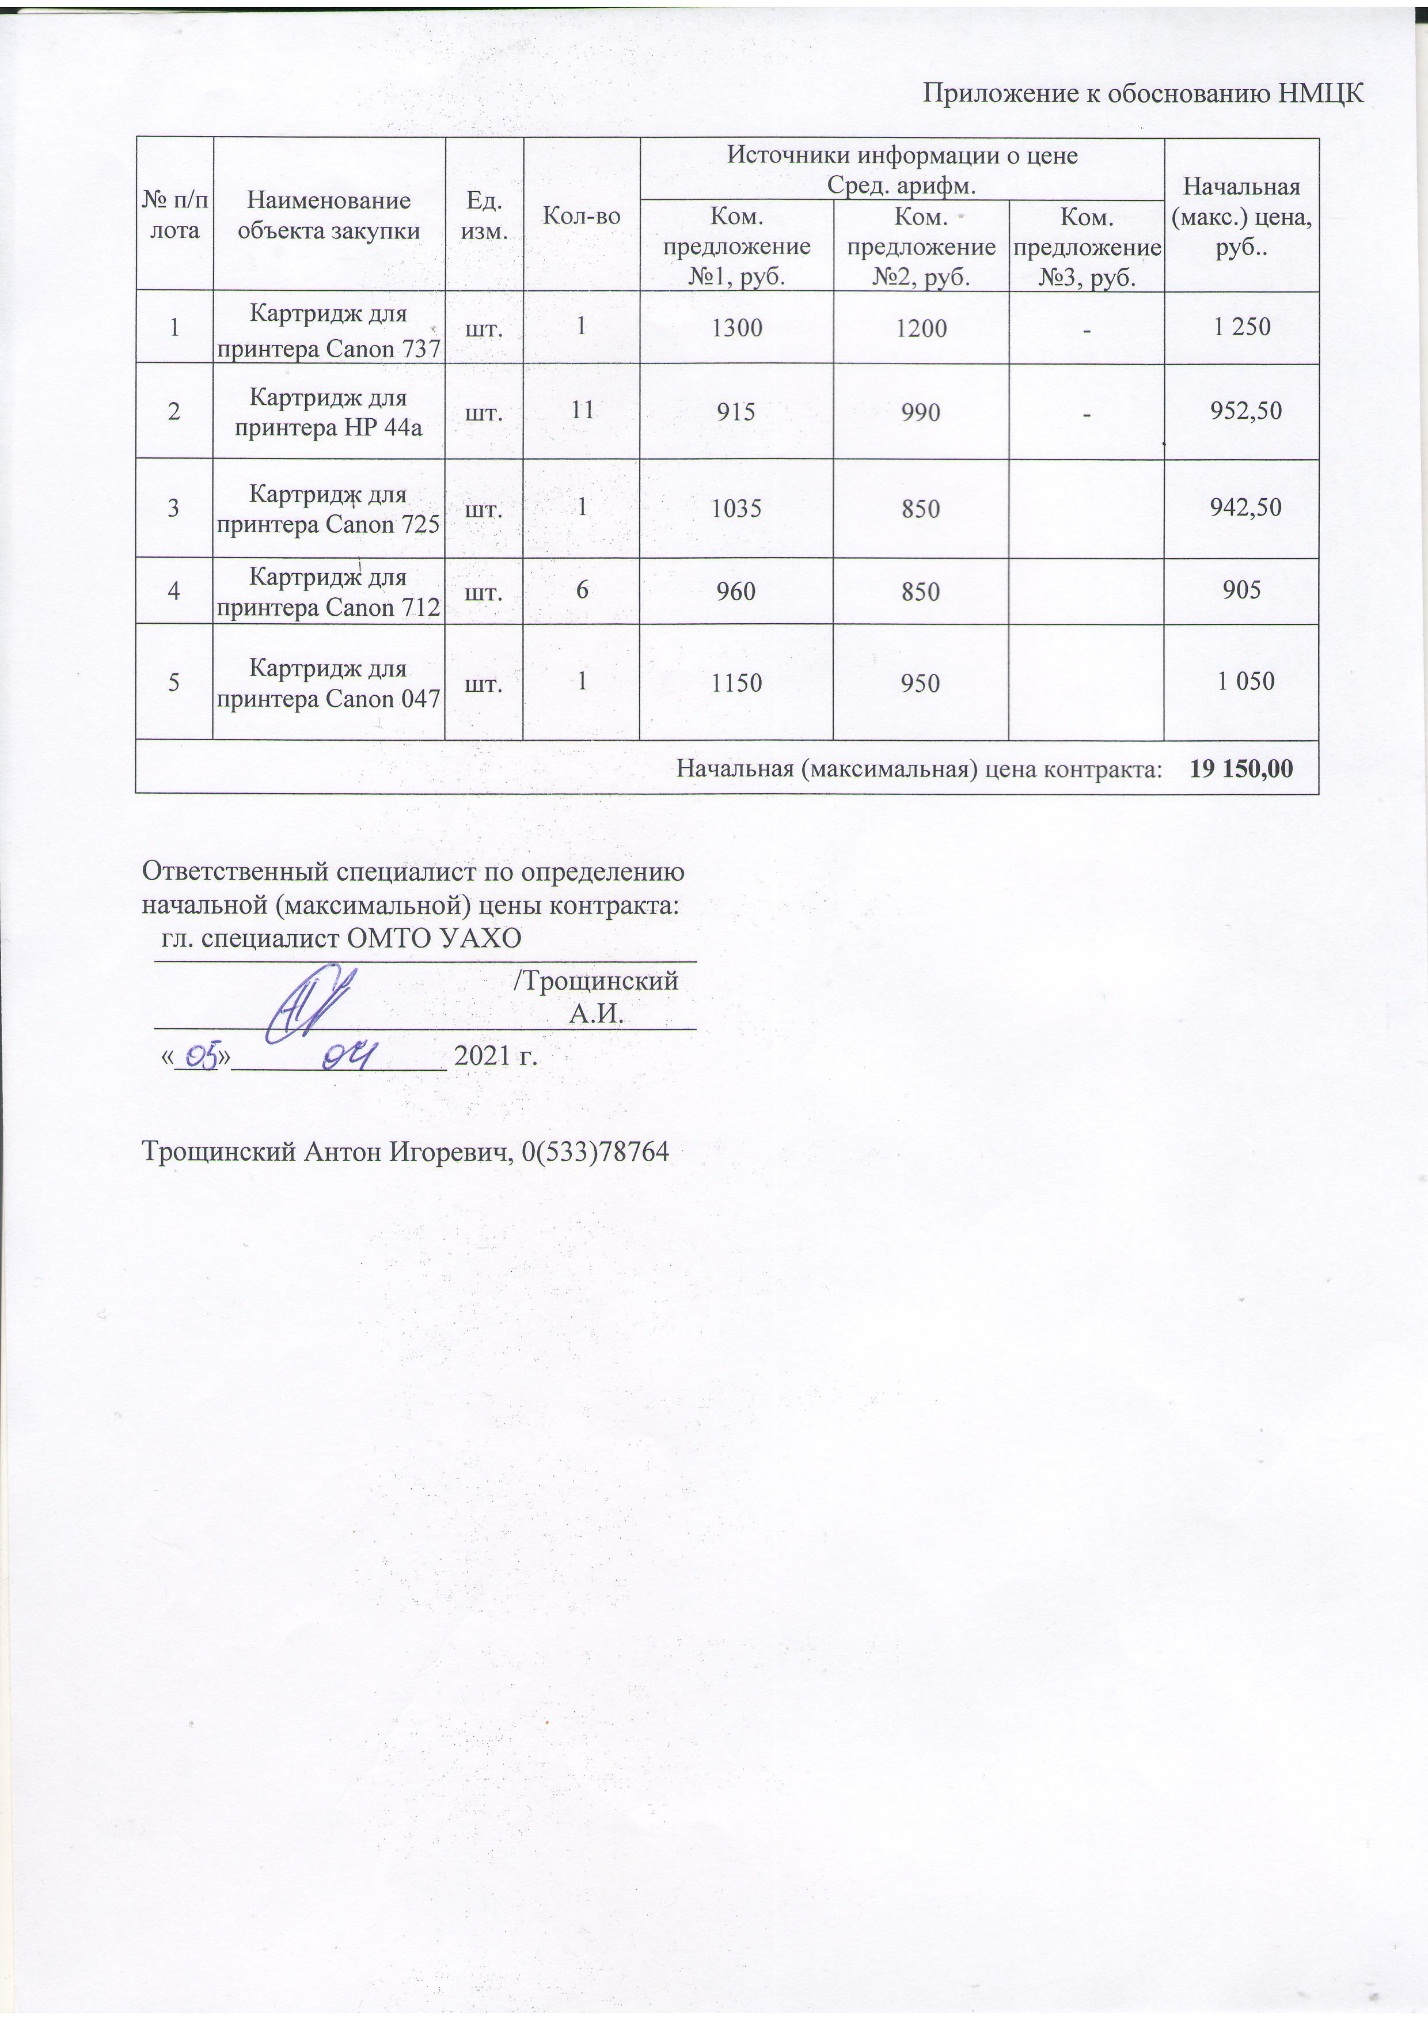 Приложение к обоснованию НМЦК
№ п/п лота
Наименование объекта закупки
Ед. изм.
Кол-во
Источники информации о цене
Сред. арифм.
Ком. предложение №1, руб.
Ком. предложение №2, руб.
Ком. предложение №3, руб.
Начальная (макс.) цена, руб..
1 Картридж для принтера Canon 737 шт. 1 1300 1200 - 1 250
2 Картридж для принтера HP 44a шт. 11 915 990 - 952,50
3 Картридж для принтера Canon 725 шт. 1 1035 850 942,50
4 Картридж для принтера Canon 712 шт. 6 960 850 905
5 Картридж для принтера Canon 047 шт. 1 1150 950 1 050
Начальная (максимальная) цена контракта: 19 150,00
Ответственный специалист по определению
начальной (максимальной) цены контракта:
гл. специалист ОМТО УАХО
/Трощинский
А.И.
«05» 04 2021 г.
Трощинский Антон Игоревич, 0(533)78764